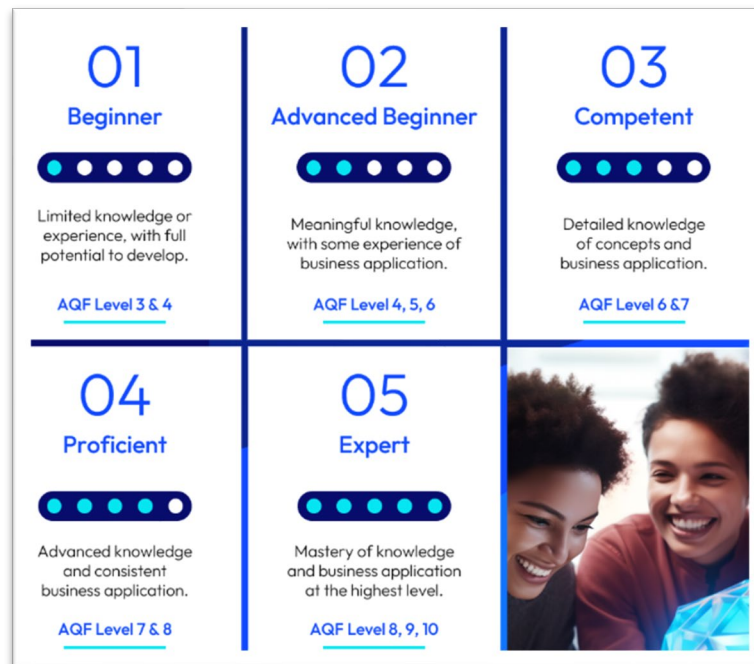 01
Beginner
Limited knowledge or
experience, with full
potential to develop.
AQF Level 3 & 4
02
Advanced Beginner
Meaningful knowledge,
with some experience of
business application.
AQF Level 4, 5, 6
03
Competent
Detailed knowledge
of concepts and
business application.
AQF Level 6 &7
04
Proficient
Advanced knowledge
and consistent
business application.
AQF Level 7 & 8
05
Expert
Mastery of knowledge
and business application
at the highest level.
AQF Level 8, 9, 10